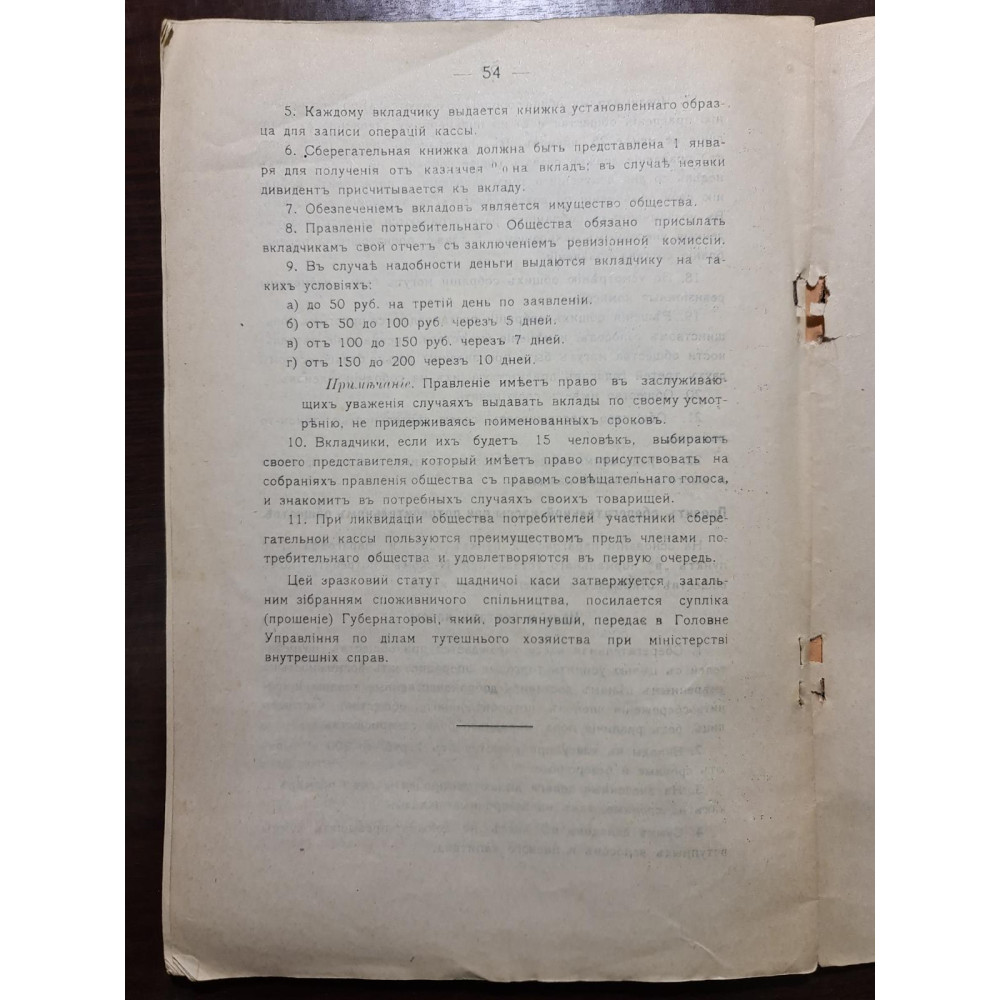 — 54 —
5. Каждому вкладчику выдается книжка установленнаго образ-
ца для записи операцій кассы.
6. Сберегательная книжка должна быть представлена 1 янва-
ря для полученія отъ казначея % на вкладъ; въ случаѣ неявки
дивидентъ присчитывается къ вкладу.
7. Обезпеченіемъ вкладовъ является имущество общества.
8. Правленіе потребительнаго Общества обязано присылать
вкладчикамъ свой отчетъ съ заключеніемъ ревизіонной комиссіи.
9. Въ случаѣ надобности деньги выдаются вкладчику на та-
кихъ условіяхъ:
а) до 50 руб. на третій день по заявленіи.
б) отъ 50 до 100 руб. черезъ 5 дней.
в) отъ 100 до 150 руб. черезъ 7 дней.
г) отъ 150 до 200 черезъ 10 дней.
Примѣчаніе. Правленіе имѣетъ право въ заслуживаю-
щихъ уваженія случаяхъ выдавать вклады по своему усмот-
рѣнію, не придерживаясь поименованныхъ сроковъ.
10. Вкладчики, если ихъ будетъ 15 человѣкъ, выбираютъ
своего представителя, который имѣетъ право присутствовать на
собраніяхъ правленія общества съ правомъ совѣщательнаго голоса,
и знакомитъ въ потребныхъ случаяхъ своихъ товарищей.
11. При ликвидаціи общества потребителей участники сбере-
гательной кассы пользуются преимуществомъ предъ членами по-
требительнаго общества и удовлетворяются въ первую очередь.
Цей зразковий статут щадничої каси затвержуется загаль-
ним зібранням споживничого спільництва, посилается супліка
(прошеніе) Губернаторові, який, розглянувший, передає в Головне
Управління по ділам тутешнього хозяйства при міністерстві
внутрешніх справ.